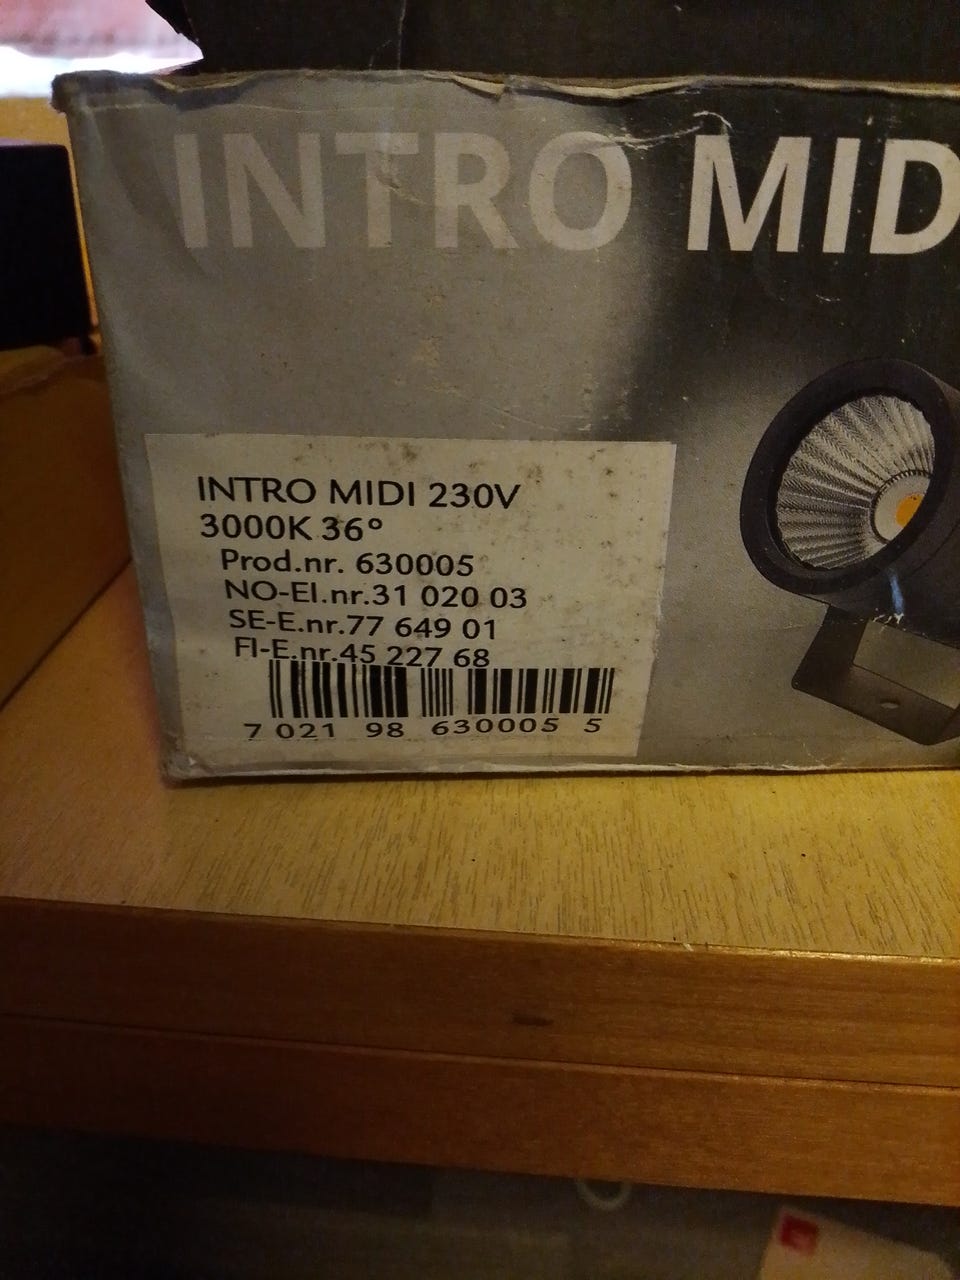 INTRO MID
INTRO MIDI 230V
3000K 36°
Prod.nr. 630005
NO-El.nr.31 020 03
SE-E.nr.77 649 01
FI-E.nr.45 227 68
7 021 98 630005 5